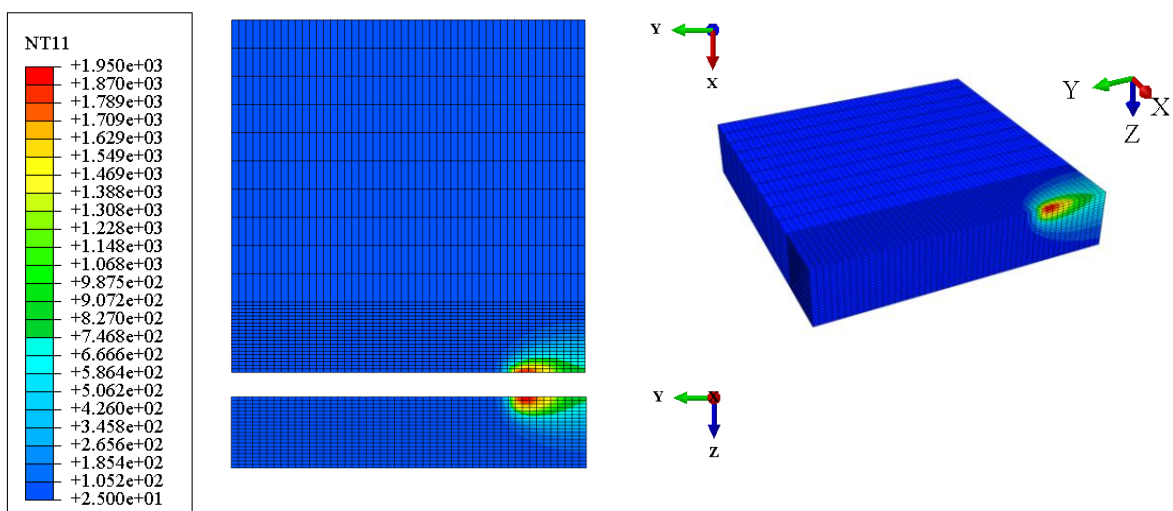 NT11
+1.950e+03
+1.870e+03
+1.789e+03
+1.709e+03
+1.629e+03
+1.549e+03
+1.469e+03
+1.388e+03
+1.308e+03
+1.228e+03
+1.148e+03
+1.068e+03
+9.875e+02
+9.072e+02
+8.270e+02
+7.468e+02
+6.666e+02
+5.864e+02
+5.062e+02
+4.260e+02
+3.458e+02
+2.656e+02
+1.854e+02
+1.052e+02
+2.500e+01
Y
X
Y
X
Z
Y
X
Z